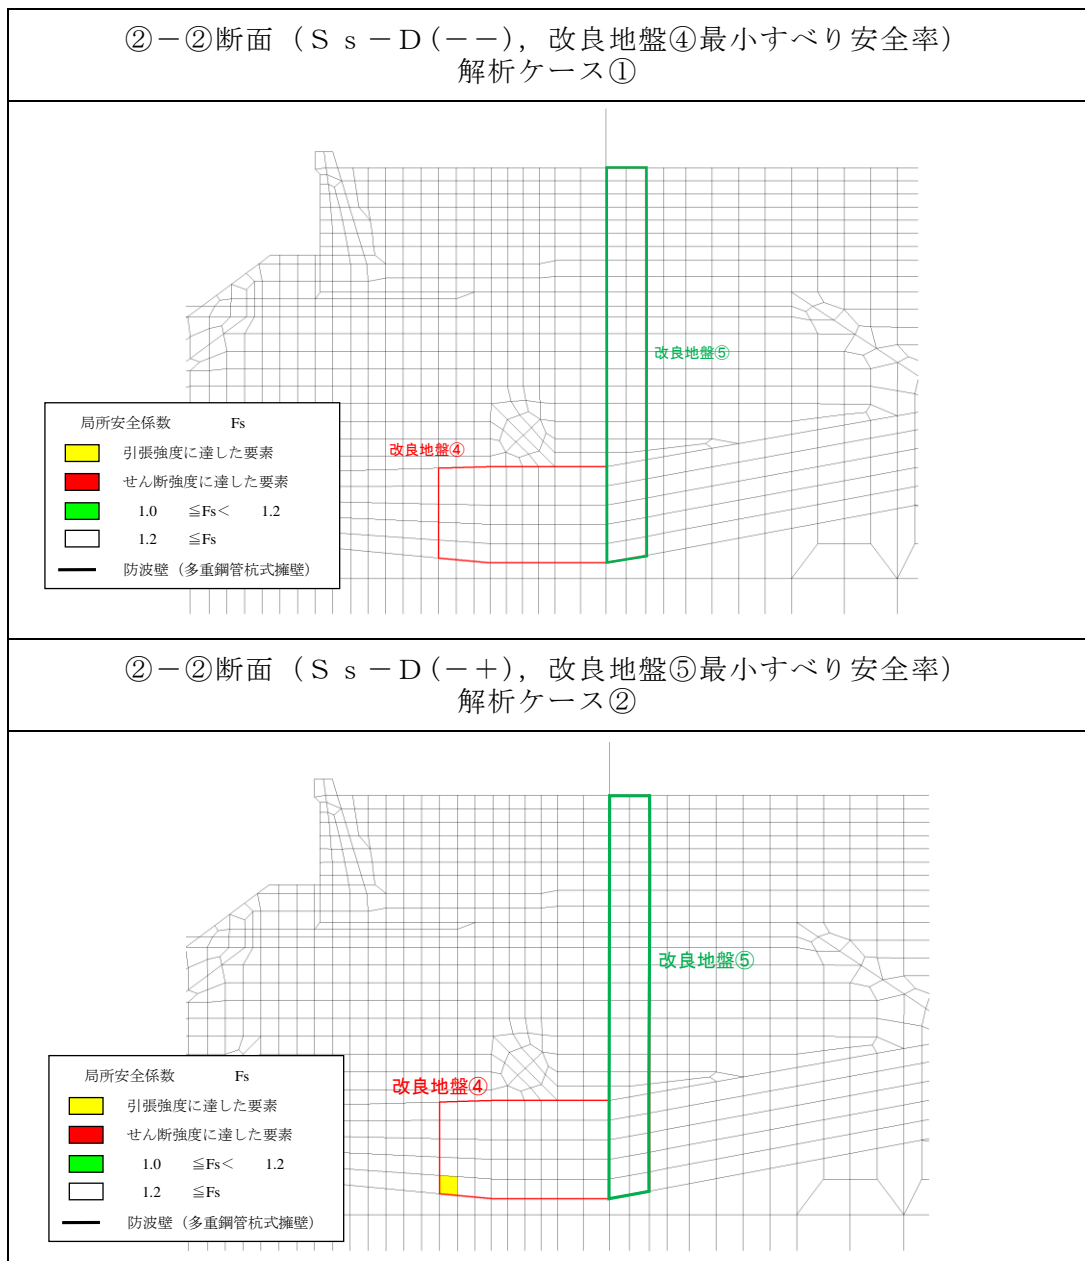 ②－②断面（Ｓｓ－Ｄ(－－)，改良地盤④最小すべり安全率）
解析ケース①
改良地盤⑤
改良地盤④
局所安全係数 Fs
引張強度に達した要素
せん断強度に達した要素
1.0 ≦Fs＜ 1.2
1.2 ≦Fs
防波壁（多重鋼管杭式擁壁）
②－②断面（Ｓｓ－Ｄ(－＋)，改良地盤⑤最小すべり安全率）
解析ケース②
改良地盤⑤
改良地盤④
局所安全係数 Fs
引張強度に達した要素
せん断強度に達した要素
1.0 ≦Fs＜ 1.2
1.2 ≦Fs
防波壁（多重鋼管杭式擁壁）